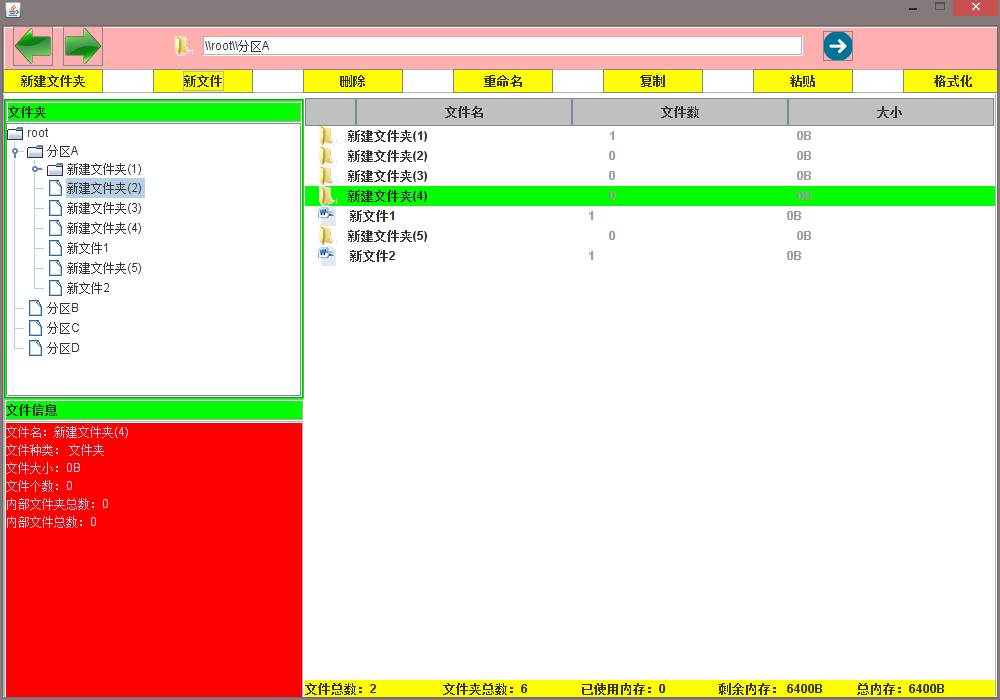 \\root\\分区A
新建文件夹 新文件 删除 重命名 复制 粘贴 格式化
文件夹
root
分区A
新建文件夹(1)
新建文件夹(2)
新建文件夹(3)
新建文件夹(4)
新文件1
新建文件夹(5)
新文件2
分区B
分区C
分区D
文件信息
文件名: 新建文件夹(4)
文件种类: 文件夹
文件大小: 0B
文件个数: 0
内部文件夹总数: 0
内部文件总数: 0
文件名 文件数 大小
新建文件夹(1) 1 0B
新建文件夹(2) 0 0B
新建文件夹(3) 0 0B
新建文件夹(4) 0 0B
新文件1 1 0B
新建文件夹(5) 0 0B
新文件2 1 0B
文件总数: 2 文件夹总数: 6 已使用内存: 0 剩余内存: 6400B 总内存: 6400B